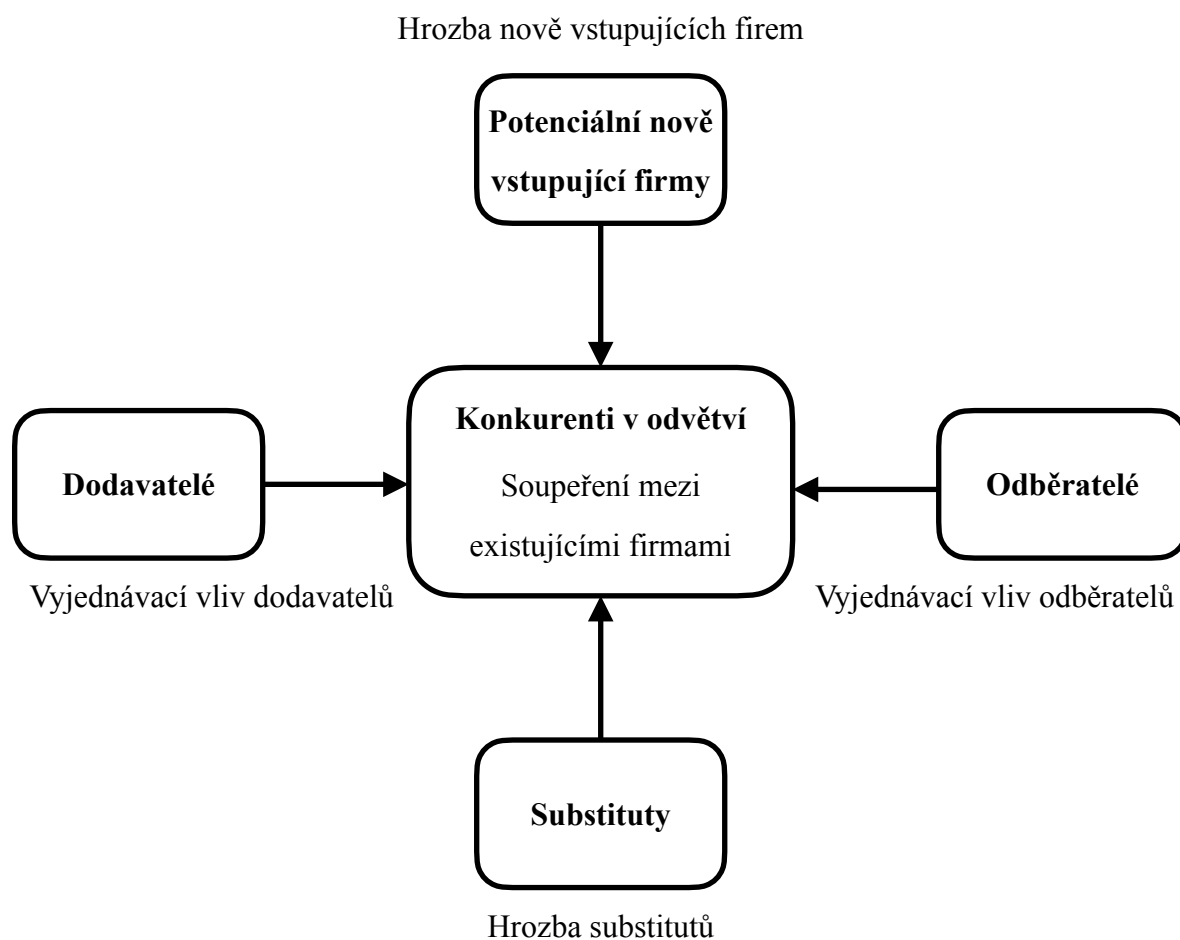 Hrozba nově vstupujících firem
Potenciální nově
vstupující firmy
Konkurenti v odvětví
Soupeření mezi
existujícími firmami
Dodavatelé
Vyjednávací vliv dodavatelů
Odběratelé
Vyjednávací vliv odběratelů
Substituty
Hrozba substitutů